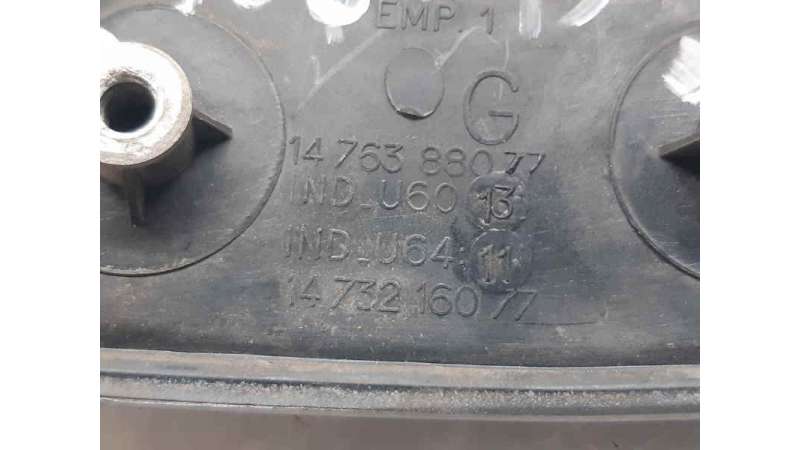 EMP. 1
G
14 763 880 77
IND.U60 13
IND.U64: 11
14 732 160 77